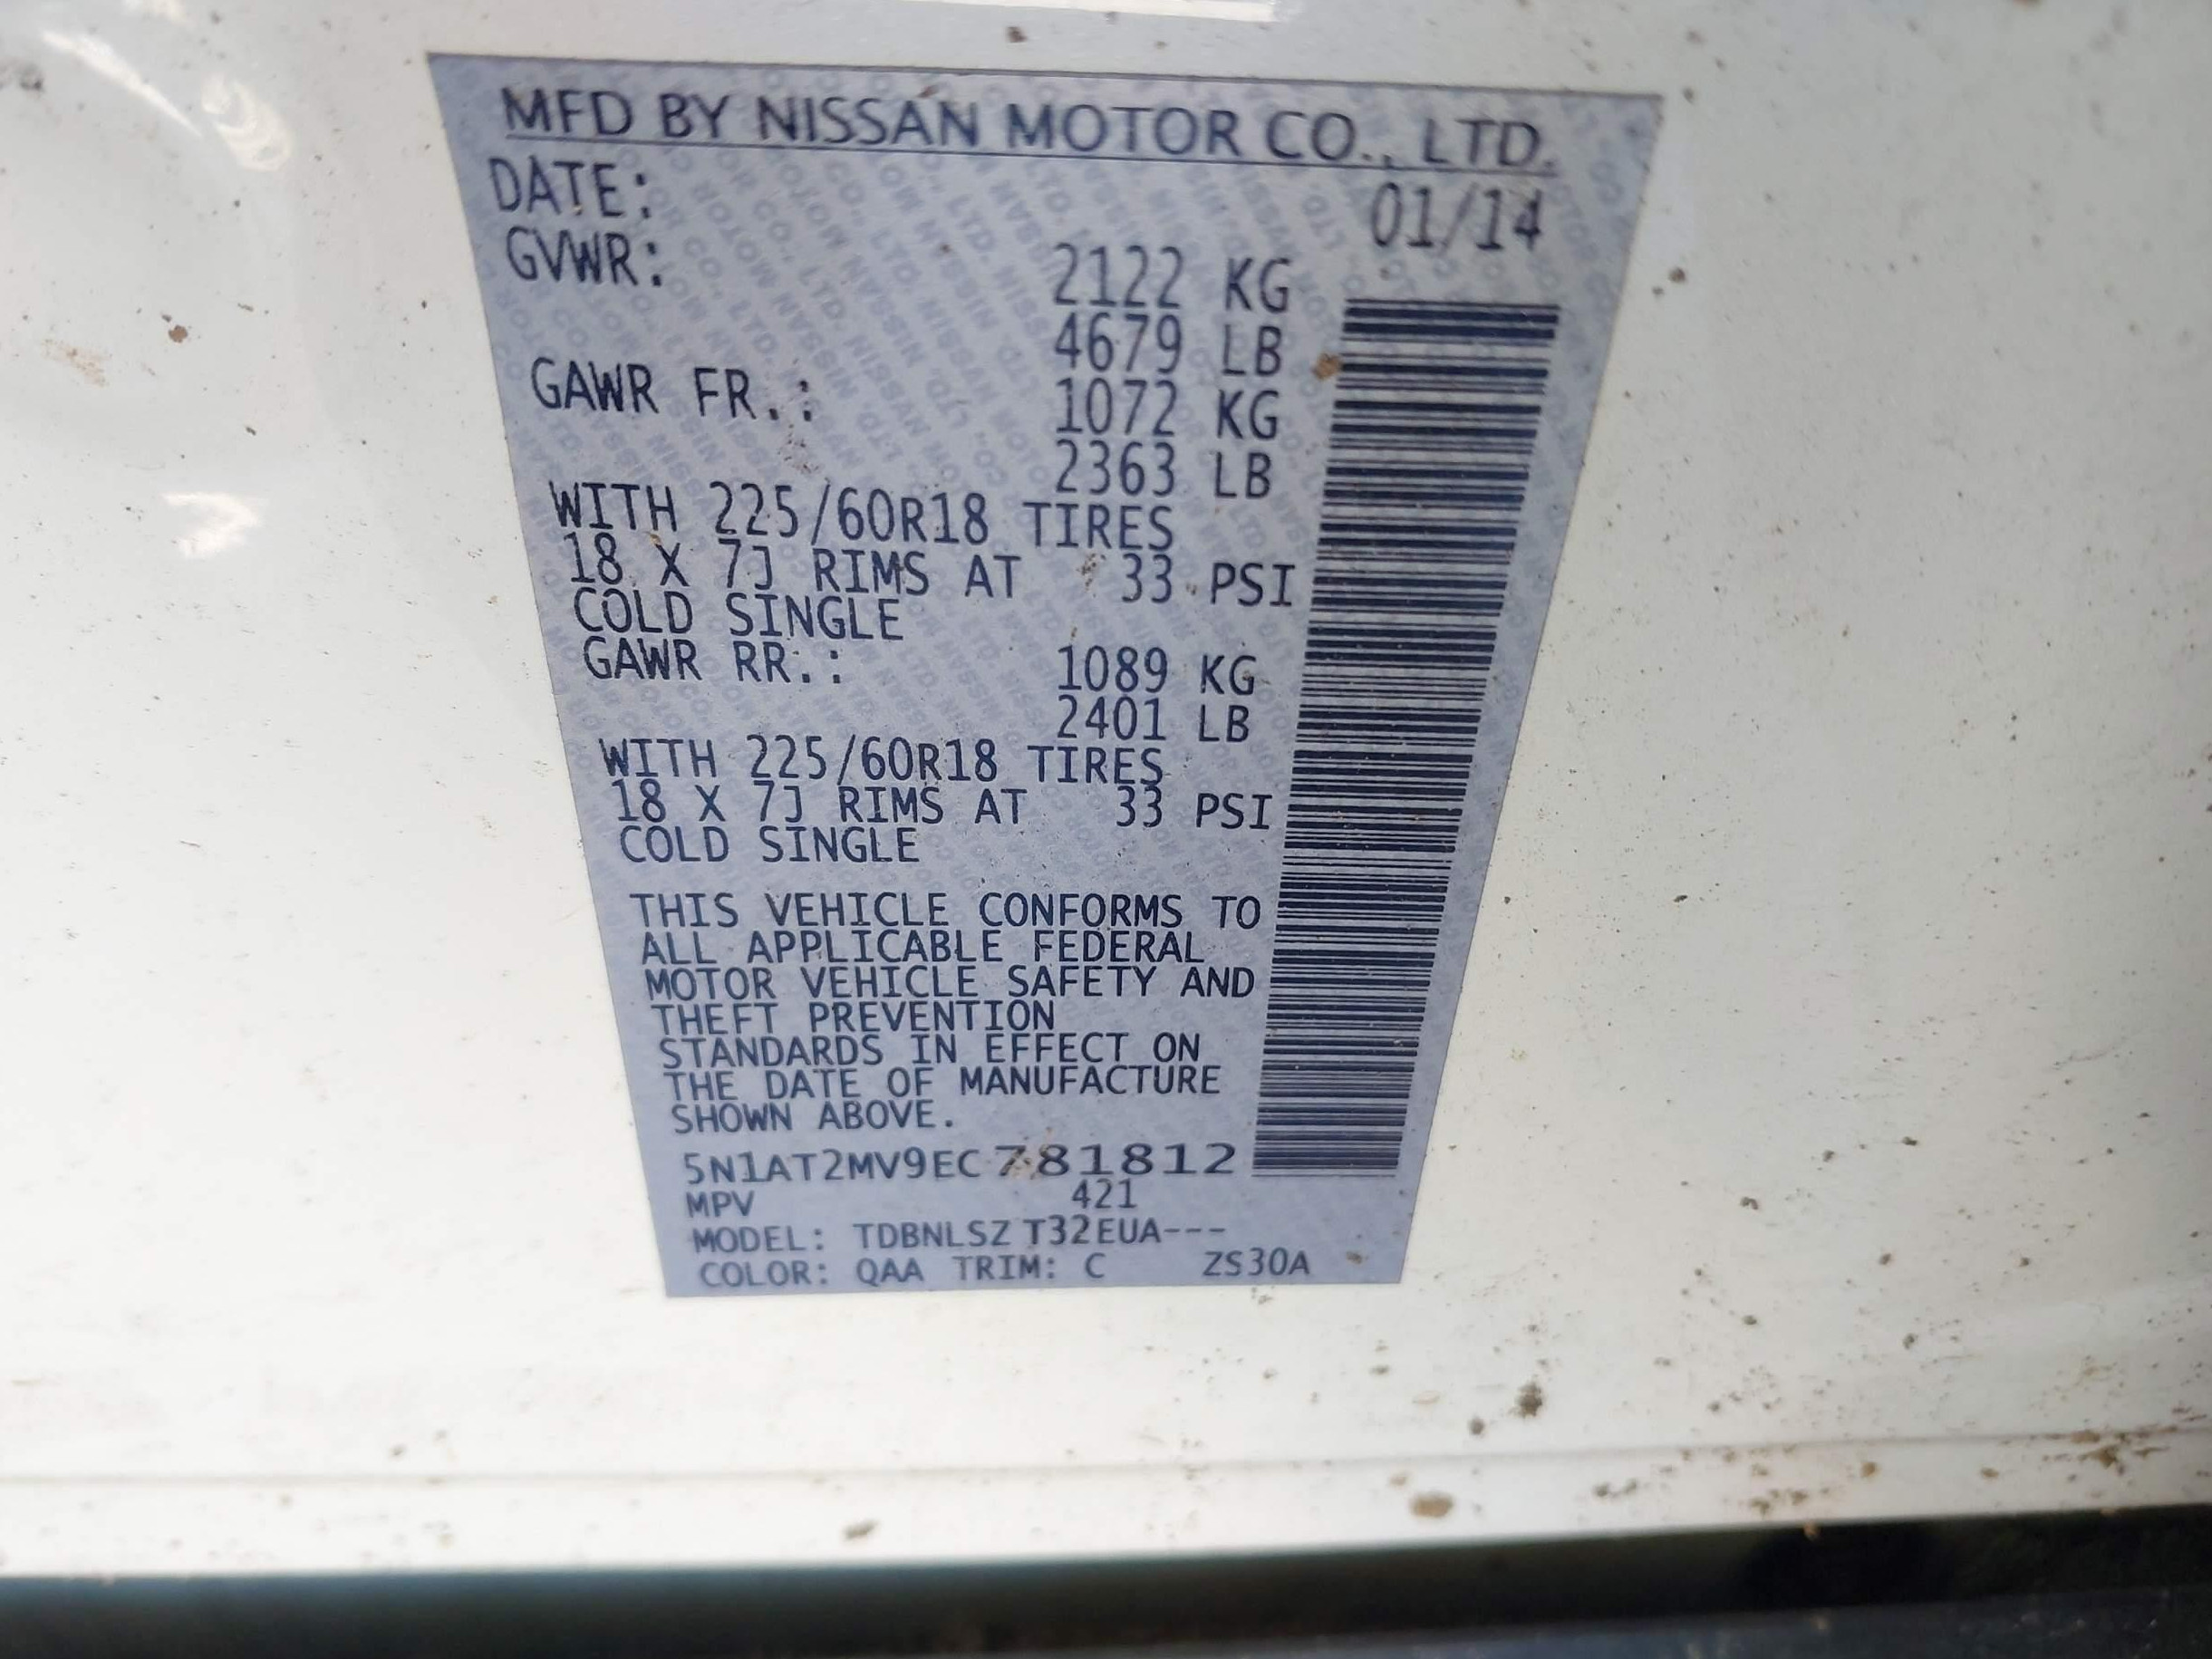 MFD BY NISSAN MOTOR CO., LTD.
DATE: 01/14
GVWR: 2122 KG
4679 LB
GAWR FR.: 1072 KG
2363 LB
WITH 225/60R18 TIRES
18 X 7J RIMS AT 33 PSI
COLD SINGLE
GAWR RR.: 1089 KG
2401 LB
WITH 225/60R18 TIRES
18 X 7J RIMS AT 33 PSI
COLD SINGLE
THIS VEHICLE CONFORMS TO
ALL APPLICABLE FEDERAL
MOTOR VEHICLE SAFETY AND
THEFT PREVENTION
STANDARDS IN EFFECT ON
THE DATE OF MANUFACTURE
SHOWN ABOVE.
5N1AT2MV9EC781812
MPV 421
MODEL: TDBNLSZ T32EUA---
COLOR: QAA TRIM: C ZS30A